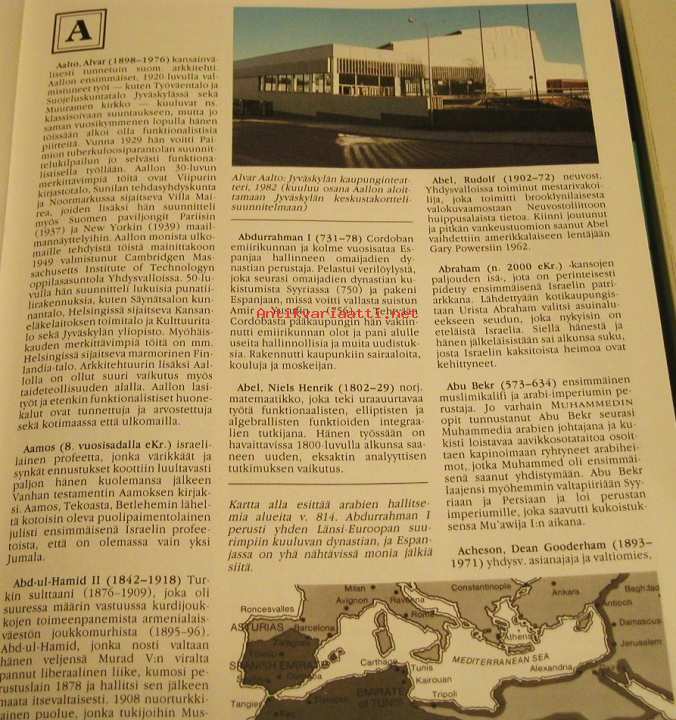 A
Aalto, Alvar (1898–1976) kansainvä-
lisesti tunnetuin suom. arkkitehti.
Aallon ensimmäiset, 1920-luvulla val-
mistuneet työt — kuten Työväentalo ja
Suojeluskuntatalo Jyväskylässä sekä
Muuramen kirkko — kuuluvat ns.
klassisoivaan suuntaukseen, mutta jo
saman vuosikymmenen lopulla hänen
töissään alkoi olla funktionalistisia
piirteitä. Vunna 1929 hän voitti Pai-
mion tuberkuloosiparantolan suunnit-
telukilpailun jo selvästi funktiona-
listisella työllään. Aallon 30-luvun
merkittävimpiä töitä ovat Viipurin
kirjastotalo, Sunilan tehdasyhdyskunta
ja Noormarkussa sijaitseva Villa Mai-
rea, joiden lisäksi hän suunnitteli
myös Suomen paviljongit Pariisin
(1937) ja New Yorkin (1939) maail-
mannäyttelyihin. Aallon monista ulko-
maille tehdyistä töistä mainittakoon
1949 valmistunut Cambridgen Mas-
sachusetts Institute of Technologyn
oppilasasuntola Yhdysvalloissa. 50-lu-
vulla hän suunnitteli lukuisia punatii-
lirakennuksia, kuten Säynätsalon kun-
nantalo, Helsingissä sijaitseva Kansan-
eläkelaitoksen toimitalo ja Kulttuurita-
lo sekä Jyväskylän yliopisto. Myöhäis-
kauden merkittävimpiä töitä on mm.
Helsingissä sijaitseva marmorinen Fin-
landia-talo. Arkkitehtuurin lisäksi Aal-
lolla on ollut suuri vaikutus myös
taideteollisuuden alalla. Aallon lasi-
työt ja etenkin funktionalistiset huone-
kalut ovat tunnettuja ja arvostettuja
sekä kotimaassa että ulkomailla.
Aamos (8. vuosisadalla eKr.) israeli-
lainen profeetta, jonka värikkäät ja
synkät ennustukset koottiin luultavasti
paljon hänen kuolemansa jälkeen
Vanhan testamentin Aamoksen kirjak-
si. Aamos, Tekoasta, Betlehemin lähel-
tä kotoisin oleva puolipaimentolainen
julisti ensimmäisenä Israelin profee-
toista, että on olemassa vain yksi
Jumala.
Abd-ul-Hamid II (1842–1918) Tur-
kin sulttaani (1876–1909), joka oli
suuressa määrin vastuussa kurdijouk-
kojen toimeenpanemista armenialais-
väestön joukkomurhista (1895–96).
Abd-ul-Hamid, jonka nosti valtaan
hänen veljensä Murad V:n viralta
pannut liberaalinen liike, kumosi pe-
rustuslain 1878 ja hallitsi sen jälkeen
maata itsevaltaisesti. 1908 nuorturkki-
ainen puolue, jonka tukijoihin Mus-
Alvar Aalto: Jyväskylän kaupunginteat-
teri, 1982 (kuuluu osana Aallon aloit-
tamaan Jyväskylän keskustakortteli-
suunnitelmaan)
Abdurrahman I (731–78) Cordoban
emiirikunnan ja kolme vuosisataa Es-
panjaa hallinneen omaijadien dy-
nastian perustaja. Pelastui verilöylystä,
joka seurasi omaijadien dynastian ku-
kistumista Syyriassa (750) ja pakeni
Espanjaan, missä voitti vallasta suistun
Amir Yusufin (756). Tehtyään
Cordobasta pääkaupungin hän vakiin-
nutti emiirikunnan olot ja pani alulle
useita hallinnollisia ja muita uudistuk-
sia. Rakennutti kaupunkiin sairaaloita,
kouluja ja moskeijan.
Abel, Niels Henrik (1802–29) norj.
matemaatikko, joka teki uraauurtavaa
työtä funktionaalisten, elliptisten ja
algebrallisten funktioiden integraa-
lien tutkijana. Hänen työssään on
havaittavissa 1800-luvulla alkunsa saa-
neen uuden, eksaktin analyyttisen
tutkimuksen vaikutus.
Kartta alla esittää arabien hallitse-
mia alueita v. 814. Abdurrahman I
perusti yhden Länsi-Euroopan suu-
rimpiin kuuluvan dynastian, ja Espan-
jassa on yhä nähtävissä monia jälkiä
siitä.
Abel, Rudolf (1902–72) neuvost.
Yhdysvalloissa toiminut mestarivakoi-
lija, joka toimitti brooklynilaisesta
valokuvaamostaan Neuvostoliittoon
huippusalaista tietoa. Kiinni joutunut
ja pitkän vankeustuomion saanut Abel
vaihdettiin amerikkalaiseen lentäjään
Gary Powersiin 1962.
Abraham (n. 2000 eKr.) -kansojen
paljouden isä-, jota on perinteisesti
pidetty ensimmäisenä Israelin patri-
arkkana. Lähdettyään kotikaupungis-
taan Urista Abraham valitsi asuinalu-
eekseen seudun, joka nykyisin on
eteläistä Israelia. Siellä hänestä ja
hänen jälkeläisistään sai alkunsa suku,
josta Israelin kaksitoista heimoa ovat
kehittyneet.
Abu Bekr (573–634) ensimmäinen
muslimikalifi ja arabi-imperiumin pe-
rustaja. Jo varhain MUHAMMEDIN
opit tunnustanut Abu Bekr seurasi
Muhammedia arabien johtajana ja ku-
kisti loistavaa aavikkosotataitoa osoit-
taen kapinoimaan ryhtyneet arabihei-
mot, jotka Muhammed oli ensimmäi-
senä saanut yhdistymään. Abu Bekr
laajensi myöhemmin valtapiiriään Syy-
riaan ja Persiaan ja loi perustan
imperiumille, joka saavutti kukoistuk-
sensa Mu'awija I:n aikana.
Acheson, Dean Gooderham (1893–
1971) yhdysv. asianajaja ja valtiomies,
Antikvariaatti.net
Milan
Constantinople
Ankara
Baghdad
Roncesvalles
Avignon
Ravenna
Antioch
ASTURIAS
Barcelona
Rome
Damascus
Athens
Jerusalem
SPANISH EMIRATE
Carthage
Tunis
MEDITERRANEAN SEA
Alexandria
Kairouan
Tangier
EMIRATE
OF TUNIS
Tripoli